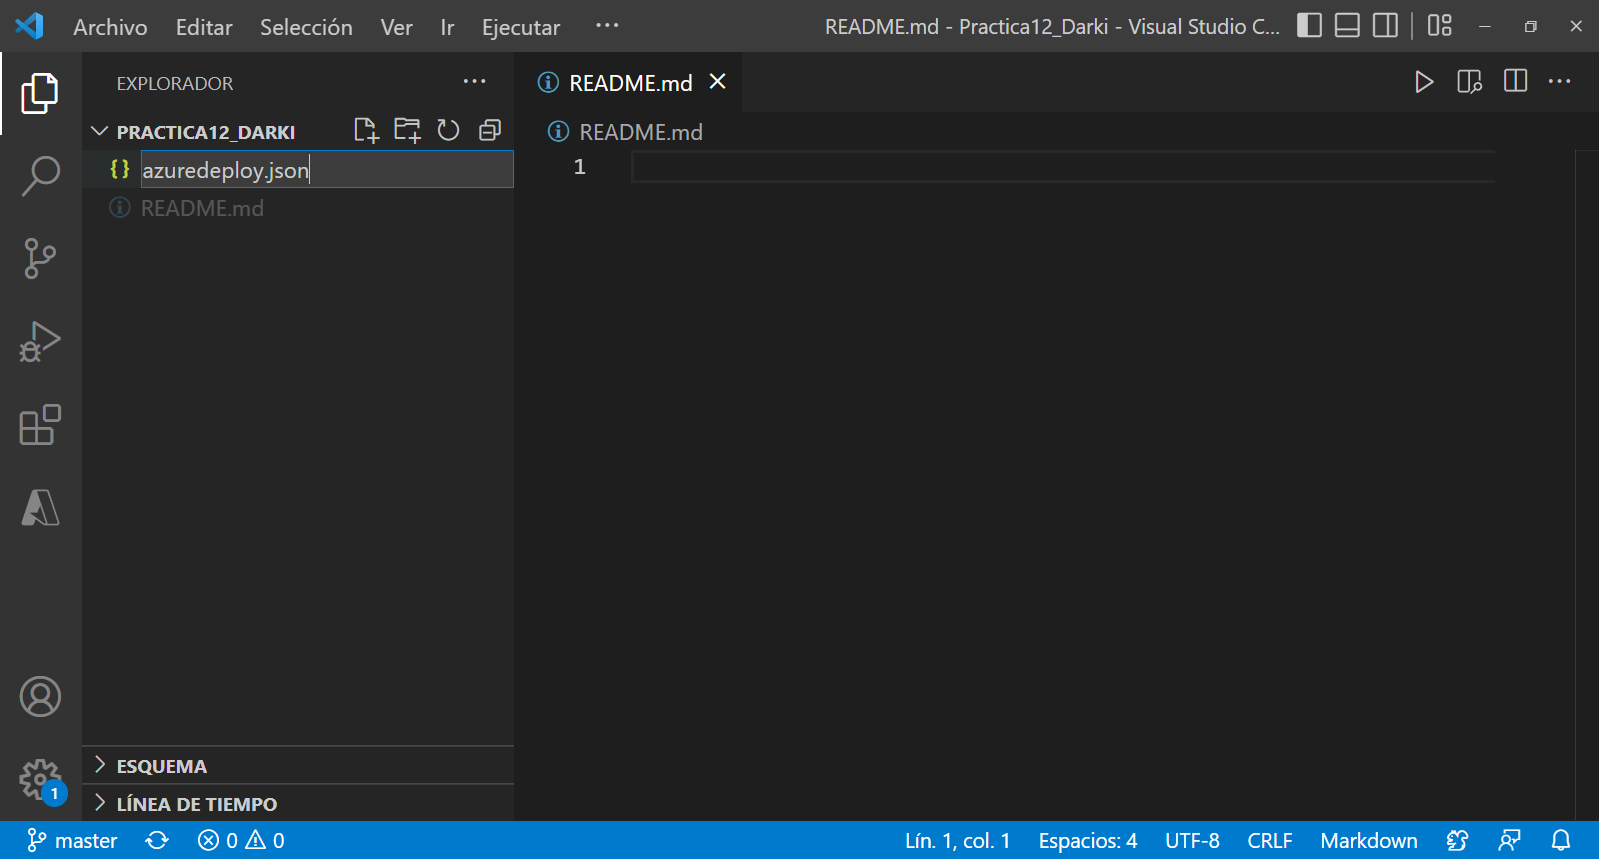 Archivo Editar Selección Ver Ir Ejecutar ··· README.md - Practica12_Darki - Visual Studio C...
EXPLORADOR
README.md
PRACTICA12_DARKI
README.md
{} azuredeploy.json
1
README.md
ESQUEMA
1
LÍNEA DE TIEMPO
master 0 0 Lín. 1, col. 1 Espacios: 4 UTF-8 CRLF Markdown